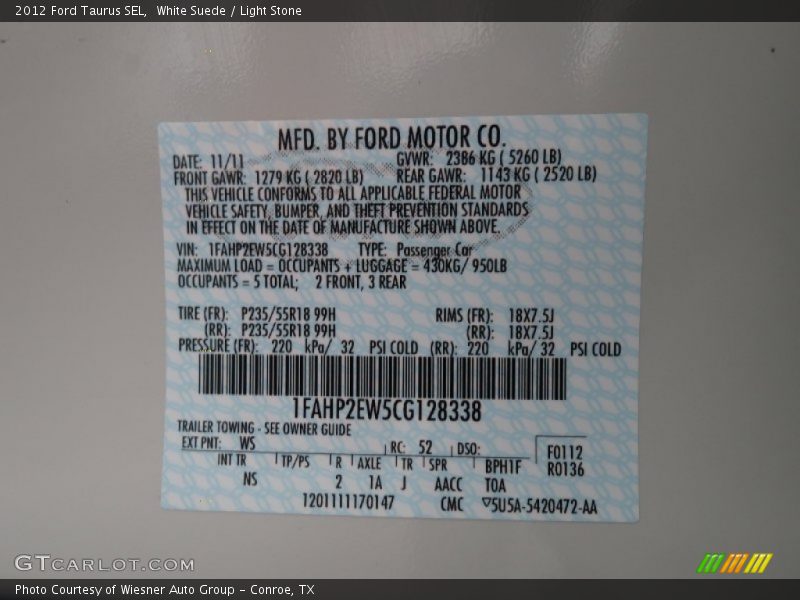 2012 Ford Taurus SEL, White Suede / Light Stone
MFD. BY FORD MOTOR CO.
DATE: 11/11 GVWR: 2386 KG ( 5260 LB)
FRONT GAWR: 1279 KG ( 2820 LB) REAR GAWR: 1143 KG ( 2520 LB)
THIS VEHICLE CONFORMS TO ALL APPLICABLE FEDERAL MOTOR
VEHICLE SAFETY, BUMPER, AND THEFT PREVENTION STANDARDS
IN EFFECT ON THE DATE OF MANUFACTURE SHOWN ABOVE.
VIN: 1FAHP2EW5CG128338 TYPE: Passenger Car
MAXIMUM LOAD = OCCUPANTS + LUGGAGE = 430KG/ 950LB
OCCUPANTS = 5 TOTAL; 2 FRONT, 3 REAR
TIRE (FR): P235/55R18 99H RIMS (FR): 18X7.5J
(RR): P235/55R18 99H (RR): 18X7.5J
PRESSURE (FR): 220 kPa/ 32 PSI COLD (RR): 220 kPa/ 32 PSI COLD
1FAHP2EW5CG128338
TRAILER TOWING - SEE OWNER GUIDE
EXT PNT: WS RC: 52 DSO: F0112
INT TR TP/PS R AXLE TR SPR BPH1F R0136
NS 2 1A J AACC TOA
1201111170147 CMC ▽5U5A-5420472-AA
GTCARLOT.COM
Photo Courtesy of Wiesner Auto Group - Conroe, TX